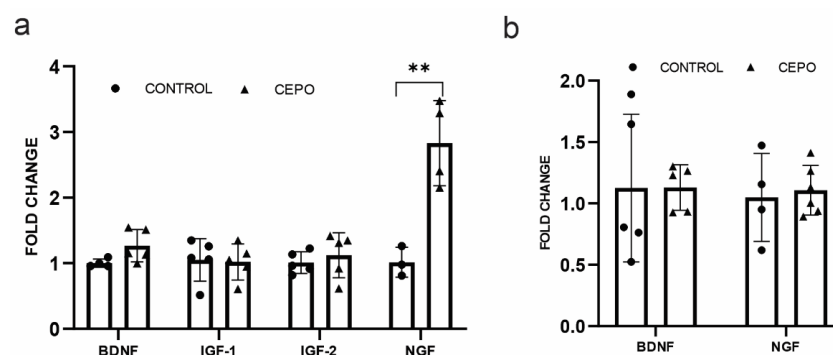 a
4
3
2
1
0
FOLD CHANGE
CONTROL CEPO
**
BDNF IGF-1 IGF-2 NGF
b
2.0
1.5
1.0
0.5
0.0
FOLD CHANGE
CONTROL CEPO
BDNF NGF